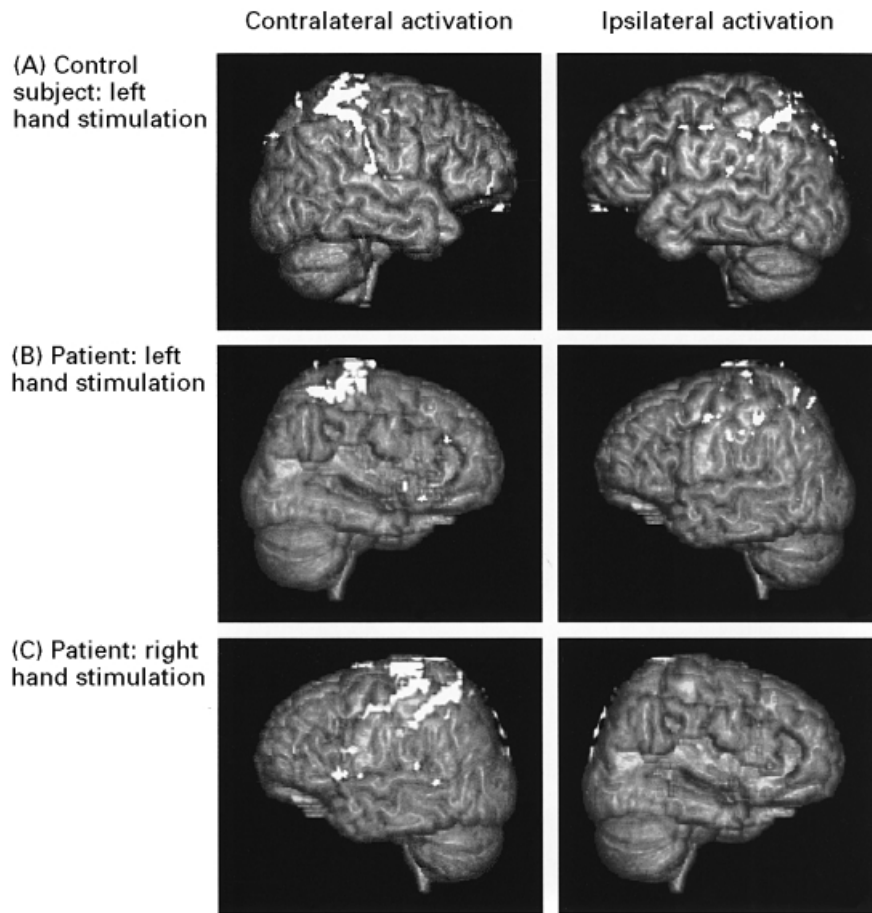 Contralateral activation
Ipsilateral activation
(A) Control
subject: left
hand stimulation
(B) Patient: left
hand stimulation
(C) Patient: right
hand stimulation